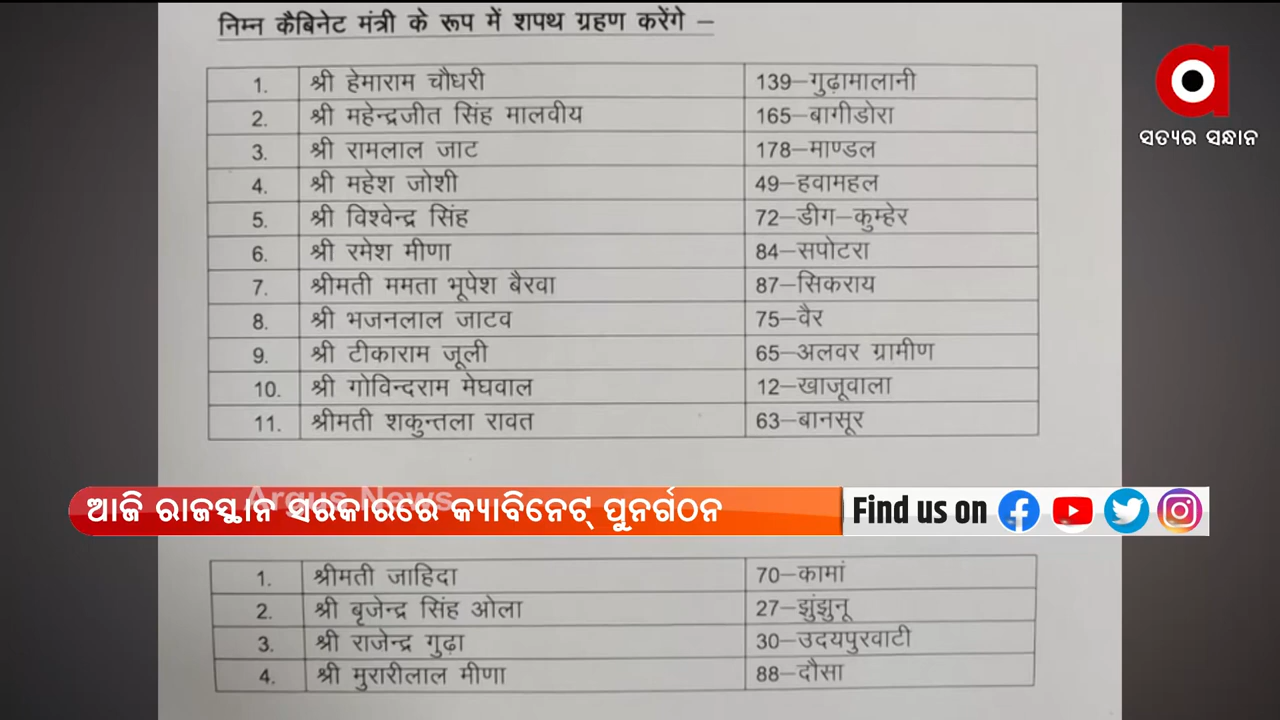 निम्न कैबिनेट मंत्री के रूप में शपथ ग्रहण करेंगे –
1. श्री हेमाराम चौधरी 139–गुढ़ामालानी
2. श्री महेन्द्रजीत सिंह मालवीय 165–बागीडोरा
3. श्री रामलाल जाट 178–माण्डल
4. श्री महेश जोशी 49–हवामहल
5. श्री विश्वेन्द्र सिंह 72–डीग–कुम्हेर
6. श्री रमेश मीणा 84–सपोटरा
7. श्रीमती ममता भूपेश बैरवा 87–सिकराय
8. श्री भजनलाल जाटव 75–वैर
9. श्री टीकाराम जूली 65–अलवर ग्रामीण
10. श्री गोविन्दराम मेघवाल 12–खाजूवाला
11. श्रीमती शकुन्तला रावत 63–बानसूर
ସତ୍ୟର ସନ୍ଧାନ
Argus News
ଆଜି ରାଜସ୍ଥାନ ସରକାରରେ କ୍ୟାବିନେଟ୍ ପୁନର୍ଗଠନ
Find us on
1. श्रीमती जाहिदा 70–कामां
2. श्री बृजेन्द्र सिंह ओला 27–झुंझुनू
3. श्री राजेन्द्र गुढ़ा 30–उदयपुरवाटी
4. श्री मुरारीलाल मीणा 88–दौसा